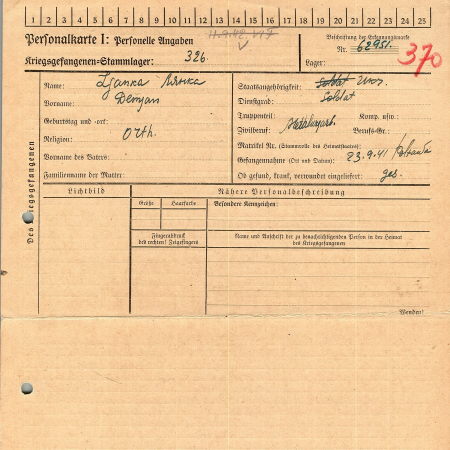 1 2 3 4 5 6 7 8 9 10 11 12 13 14 15 16 17 18 19 20 21 22 23 24 25
Personalkarte I: Personelle Angaben
Kriegsgefangenen-Stammlager: 326.
Beschriftung der Erkennungsmarke
Nr. 62951.
Lager:
370
Des Kriegsgefangenen
Name: Ljanka
Vorname: Demjan
Geburtstag und -ort:
Religion: Orth.
Vorname des Vaters:
Familienname der Mutter:
Staatsangehörigkeit: Soldat Ukr.
Dienstgrad: Soldat
Truppenteil: Komp. usw.:
Zivilberuf: Berufs-Gr.:
Matrikel Nr. (Stammrolle des Heimatstaates):
Gefangennahme (Ort und Datum): 23.9.41 Poltawa
Ob gesund, krank, verwundet eingeliefert: ges.
Lichtbild
Nähere Personalbeschreibung
Größe Haarfarbe Besondere Kennzeichen:
Fingerabdruck
des rechten! Zeigefingers
Name und Anschrift der zu benachrichtigenden Person in der Heimat
des Kriegsgefangenen
Wenden!